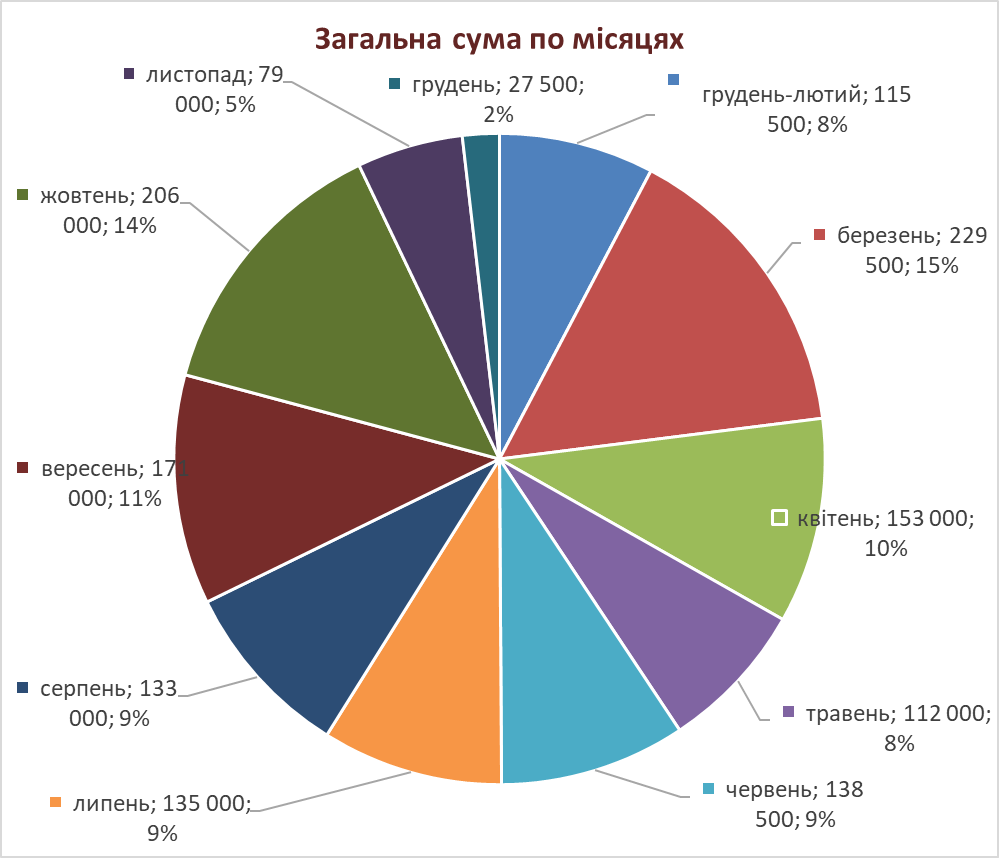 Загальна сума по місяцях
листопад; 79
000; 5%
грудень; 27 500;
2%
грудень-лютий; 115
500; 8%
жовтень; 206
000; 14%
березень; 229
500; 15%
вересень; 171
000; 11%
квітень; 153 000;
10%
серпень; 133
000; 9%
травень; 112 000;
8%
липень; 135 000;
9%
червень; 138
500; 9%